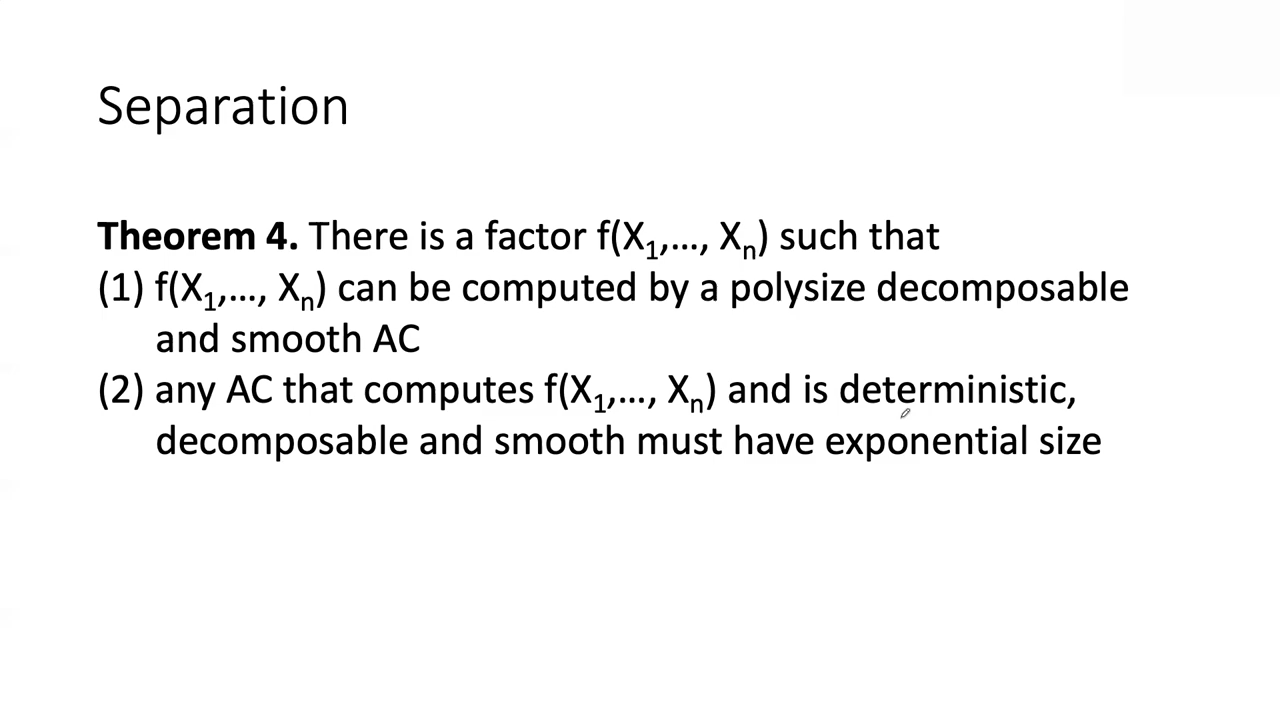 Separation
Theorem 4. There is a factor f(X₁,…, Xₙ) such that
(1) f(X₁,…, Xₙ) can be computed by a polysize decomposable
and smooth AC
(2) any AC that computes f(X₁,…, Xₙ) and is deterministic,
decomposable and smooth must have exponential size